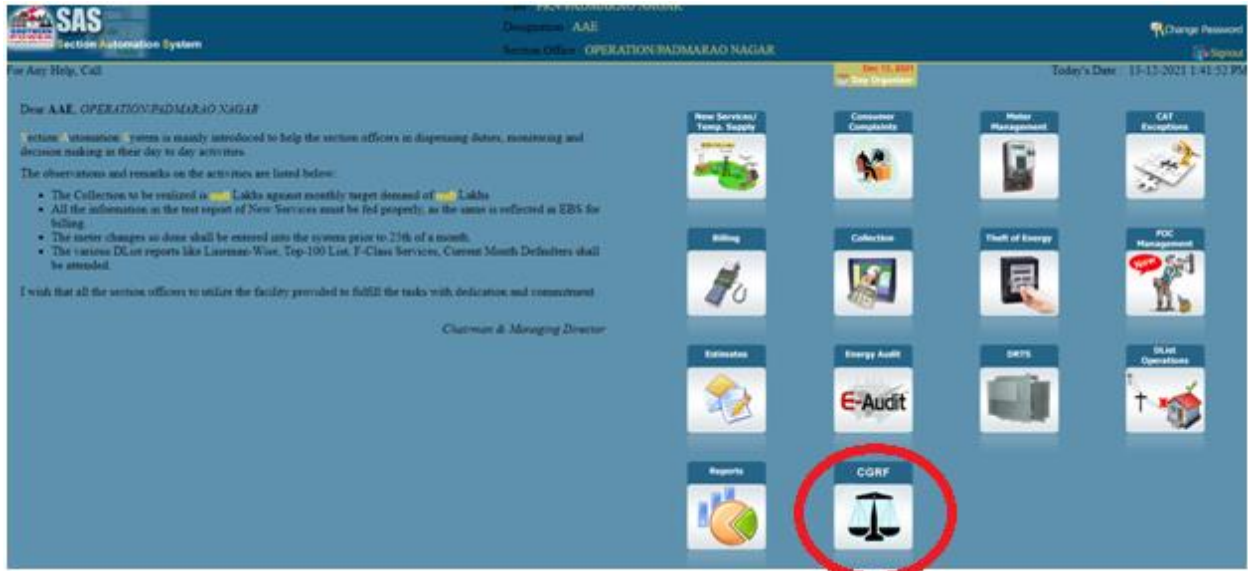 SAS
Section Automation System
Designation : AAE
Section Office : OPERATION/PADMARAO NAGAR
Change Password
Signout
For Any Help, Call
Dec 13, 2021
Day Organiser
Today's Date : 13-12-2021 1:41:52 PM
Dear AAE, OPERATION/PADMARAO NAGAR
Section Automation System is mainly introduced to help the section officers in dispensing duties, monitoring and
decision making in their day to day activities.
The observations and remarks on the activities are listed below:
The Collection to be realized is null Lakhs against monthly target demand of null Lakhs
All the information in the test report of New Services must be fed properly, as the same is reflected in EBS for
billing.
The meter changes so done shall be entered into the system prior to 25th of a month.
The various DList reports like Lineman-Wise, Top-100 List, F-Class Services, Current Month Defaulters shall
be attended.
I wish that all the section officers to utilize the facility provided to fulfill the tasks with dedication and commitment
Chairman & Managing Director
New Services/
Temp. Supply
Consumer
Complaints
Meter
Management
CAT
Exceptions
Billing
Collection
Theft of Energy
POC
Management
New
Estimates
Energy Audit
E-Audit
DRTS
DList
Operations
Reports
CGRF